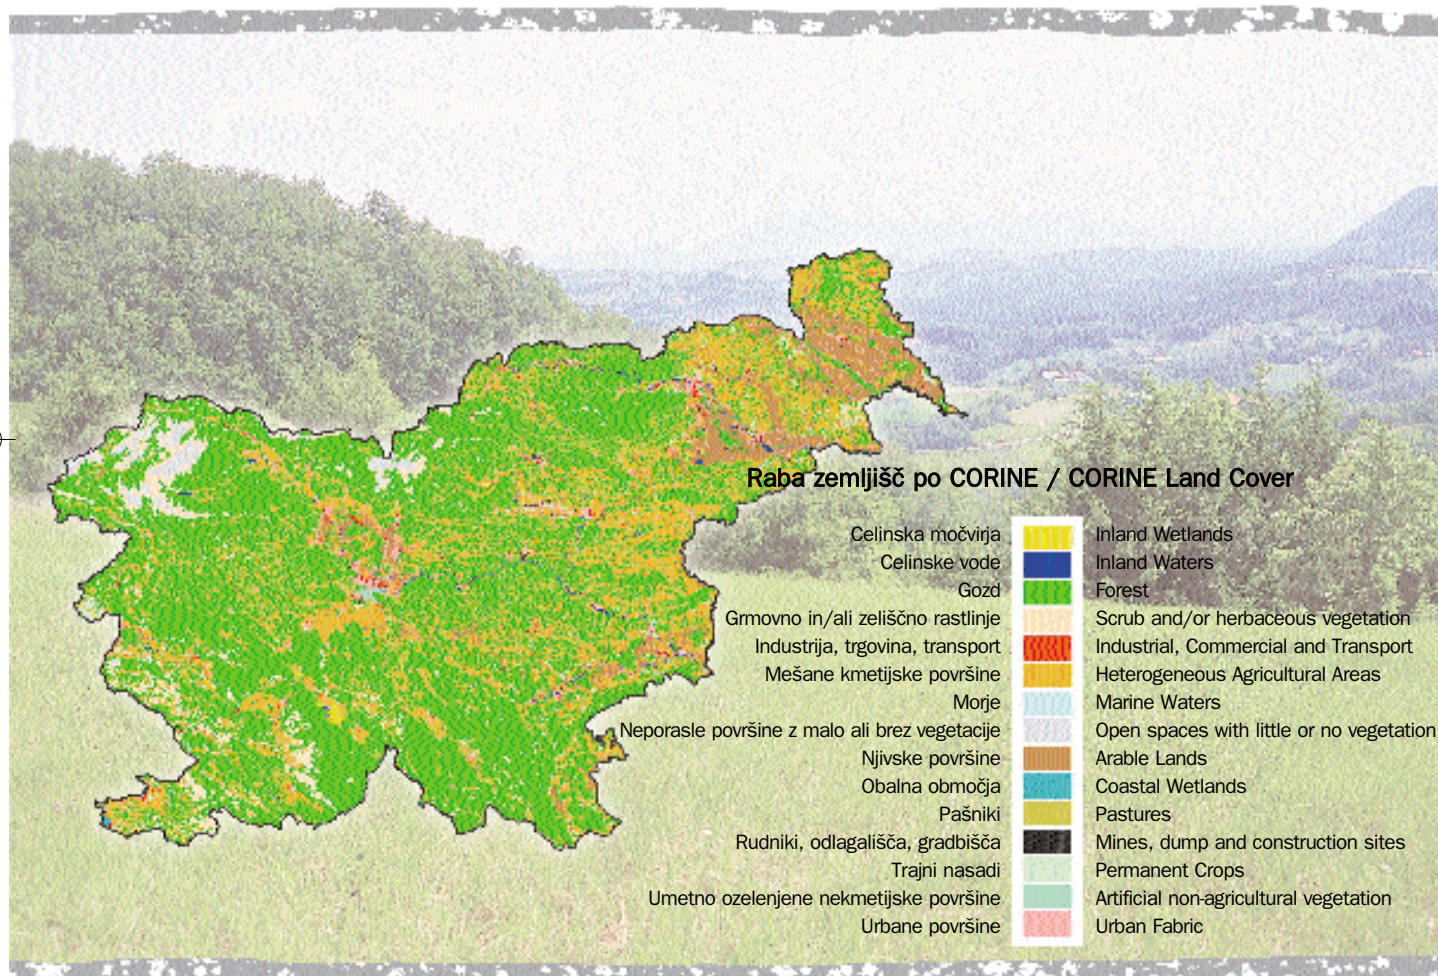 Raba zemljišč po CORINE / CORINE Land Cover
Celinska močvirja Inland Wetlands
Celinske vode Inland Waters
Gozd Forest
Grmovno in/ali zeliščno rastlinje Scrub and/or herbaceous vegetation
Industrija, trgovina, transport Industrial, Commercial and Transport
Mešane kmetijske površine Heterogeneous Agricultural Areas
Morje Marine Waters
Neporasle površine z malo ali brez vegetacije Open spaces with little or no vegetation
Njivske površine Arable Lands
Obalna območja Coastal Wetlands
Pašniki Pastures
Rudniki, odlagališča, gradbišča Mines, dump and construction sites
Trajni nasadi Permanent Crops
Umetno ozelenjene nekmetijske površine Artificial non-agricultural vegetation
Urbane površine Urban Fabric